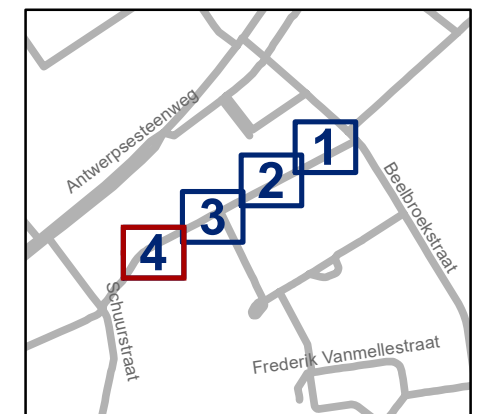 Antwerpsesteenweg
1
2
Beelbroekstraat
3
4
Schuurstraat
Frederik Vanmellestraat